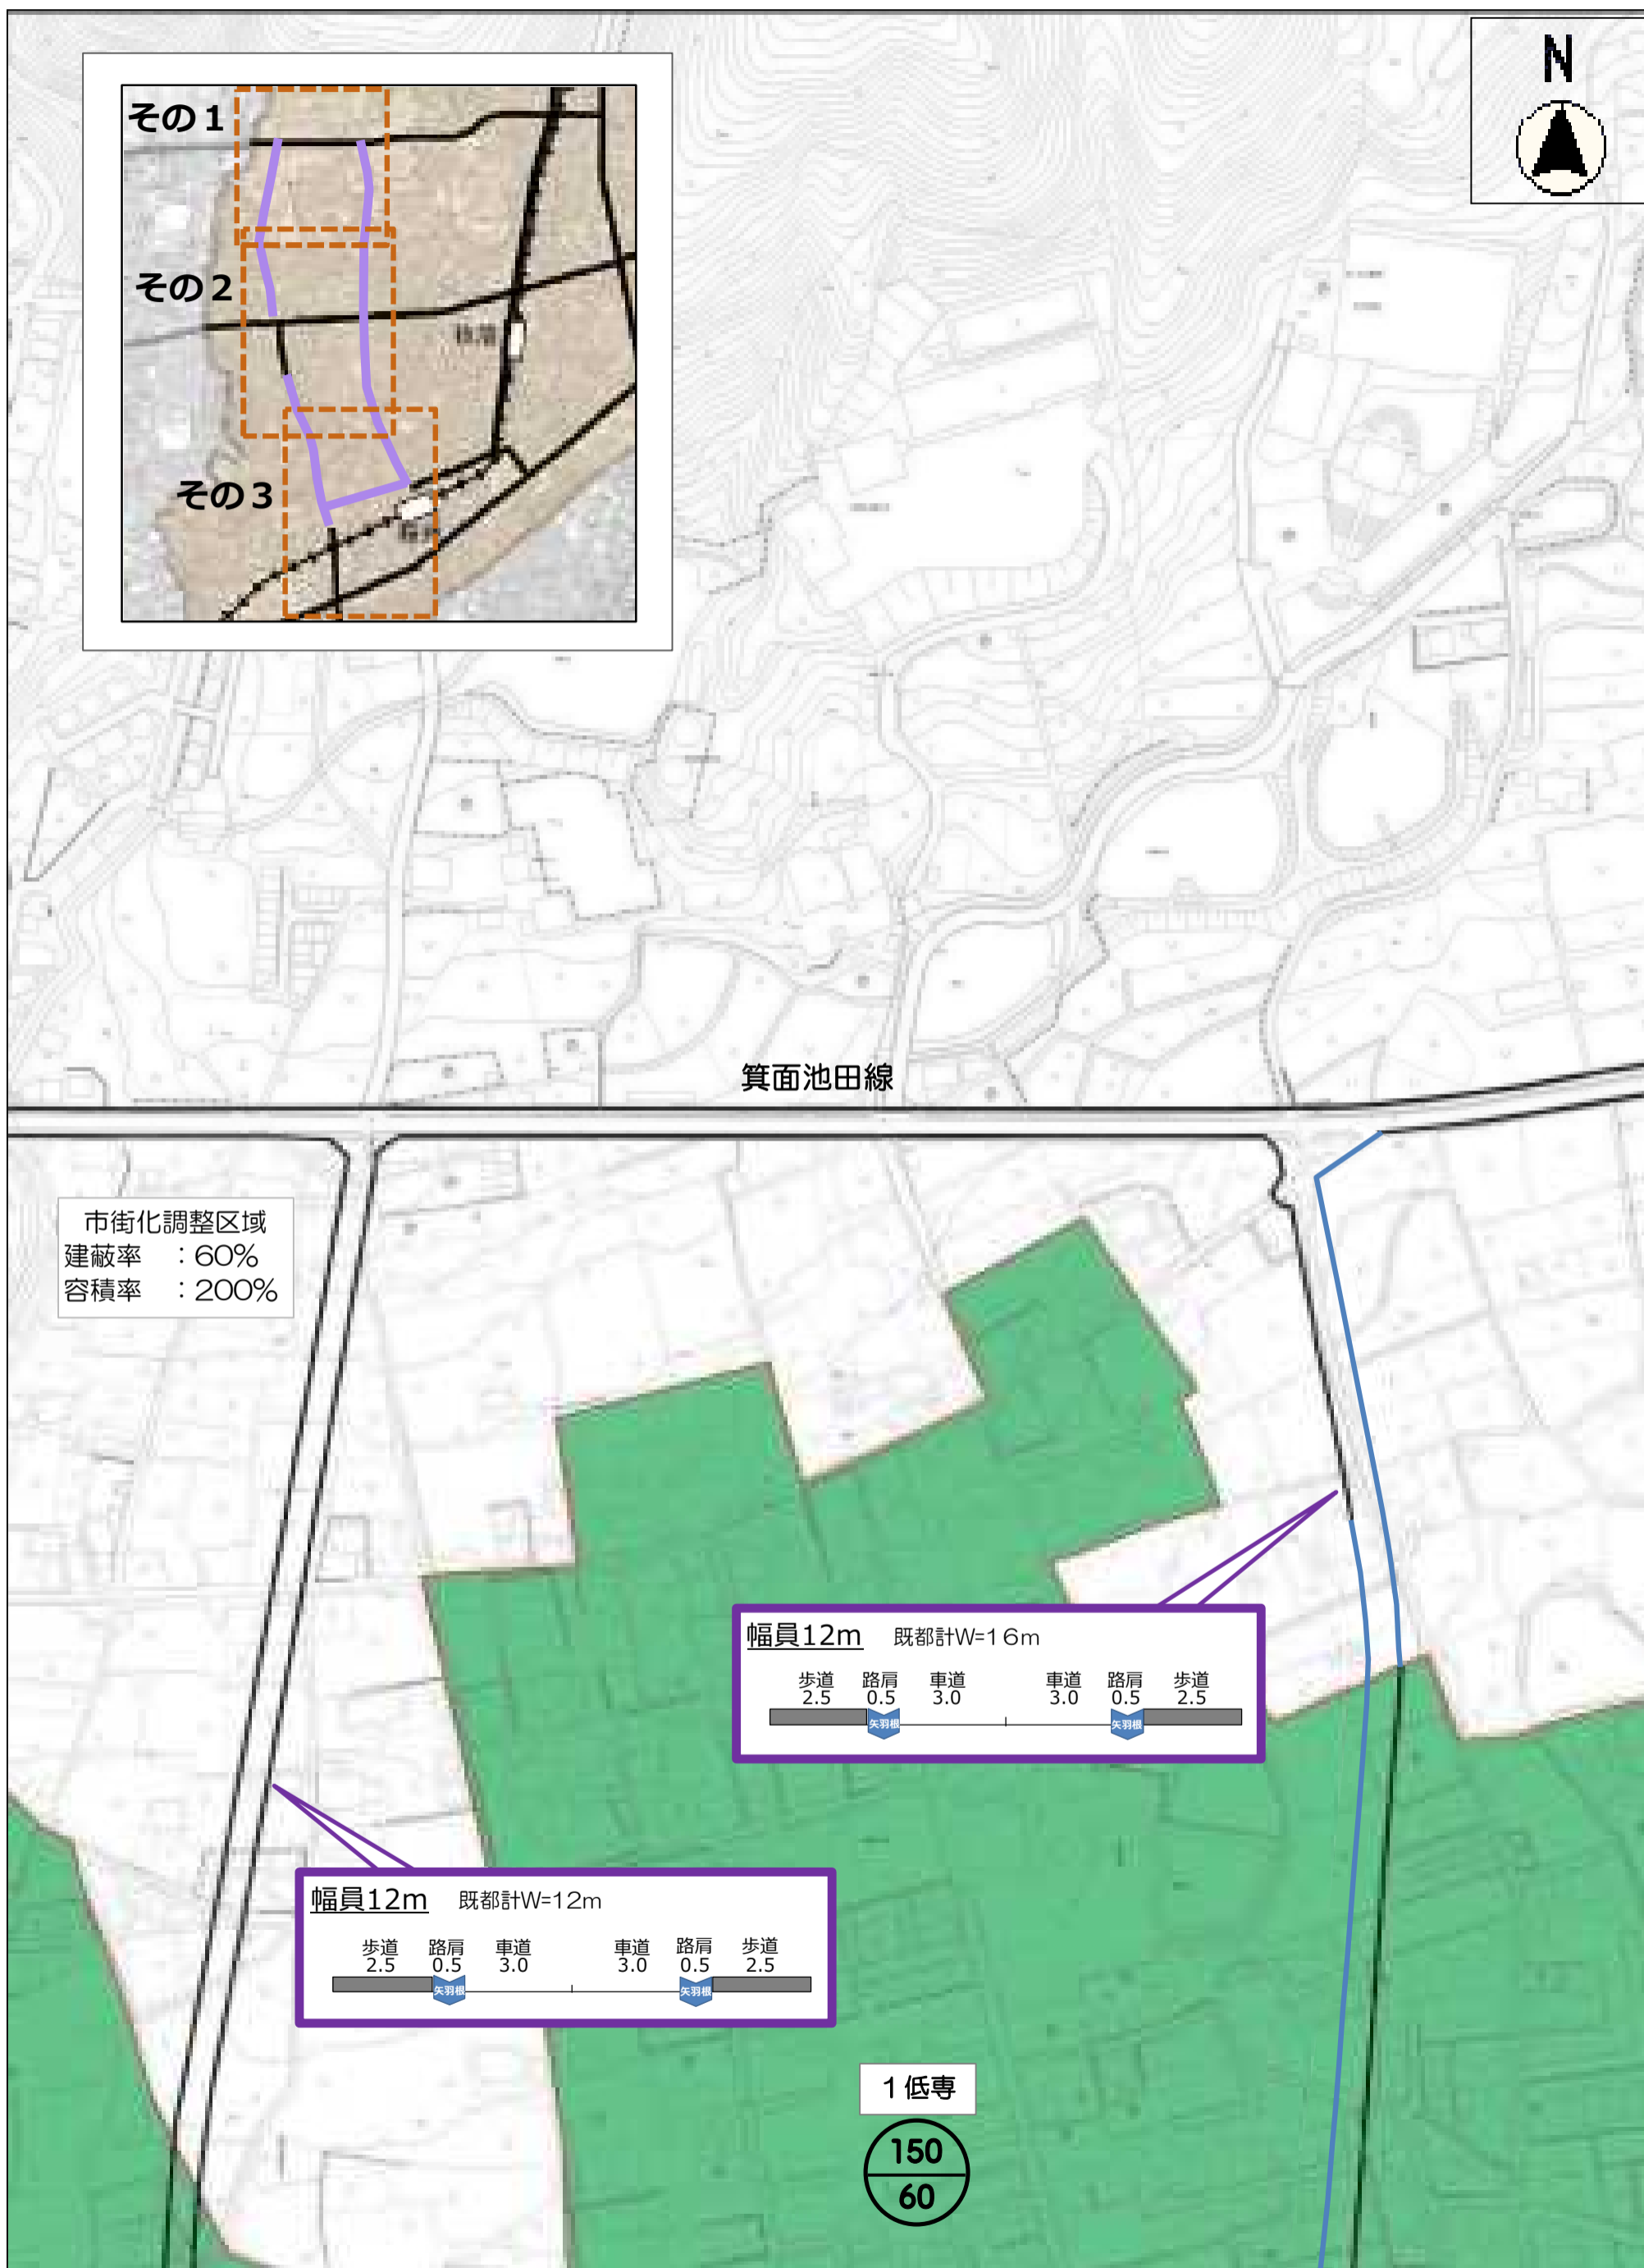 その1
その2
その3
N
箕面池田線
市街化調整区域
建蔽率 ：60%
容積率 ：200%
幅員12m 既都計W=16m
歩道 路肩 車道 車道 路肩 歩道
2.5 0.5 3.0 3.0 0.5 2.5
矢羽根 矢羽根
幅員12m 既都計W=12m
歩道 路肩 車道 車道 路肩 歩道
2.5 0.5 3.0 3.0 0.5 2.5
矢羽根 矢羽根
1低専
150
60